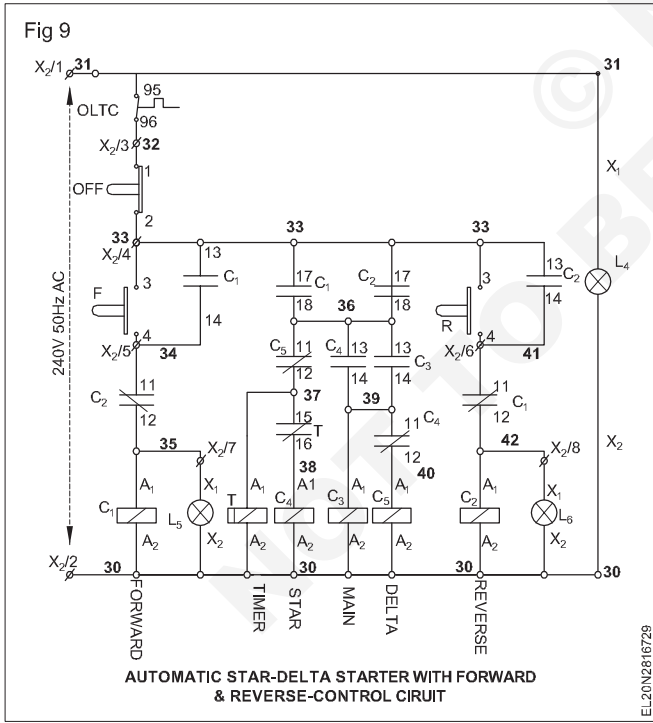 Fig 9
X2/1 31 31
95
OLTC
96
X2/3 32
1
OFF
2
33 33 33
X2/4
13 17 17 13
C1 C1 C2 C2
14 18 18 14
3 3
F R
4 4
36
X2/5 34 X2/6 41
C5 11 C4 13 13 C3
12 14 14
C2 11 11 C1
12 12
37 39
15 T 11 C4
16 12
38 40
35 X2/7 42 X2/8
X1
L4
X2
240V 50Hz AC
A1 X1 A1 A1 A1 A1 A1 X1
C1 L5 T C4 C3 C5 C2 L6
A2 X2 A2 A2 A2 A2 A2 X2
X2/2 30 30 30 30
FORWARD
TIMER
STAR
MAIN
DELTA
REVERSE
AUTOMATIC STAR-DELTA STARTER WITH FORWARD
& REVERSE-CONTROL CIRUIT
EL20N2816729
© N
NOT TO BE